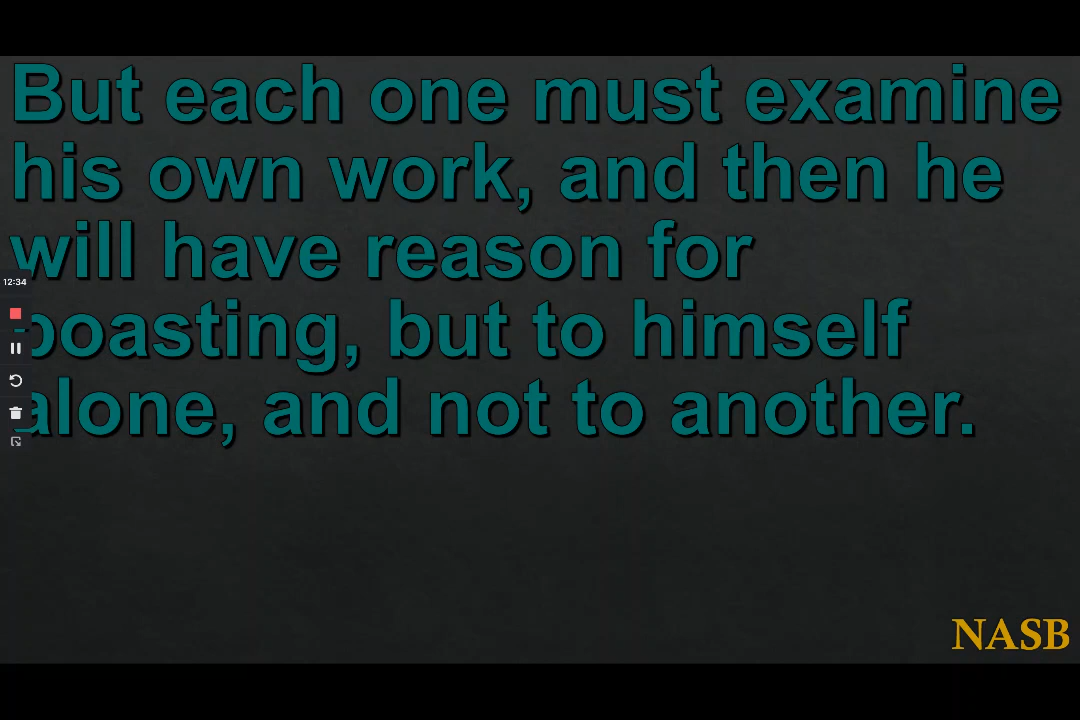 But each one must examine
his own work, and then he
will have reason for
12:34
boasting, but to himself
alone, and not to another.
NASB